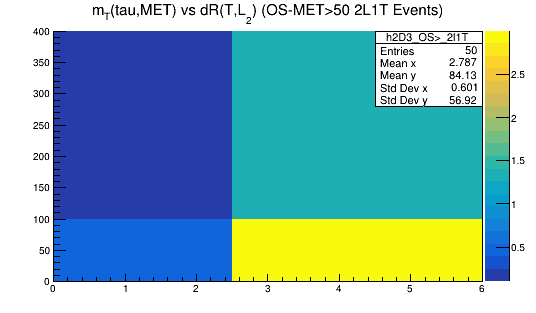 m_T(tau,MET) vs dR(T,L_2) (OS-MET>50 2L1T Events)
h2D3_OS>_2l1T
Entries 50
Mean x 2.787
Mean y 84.13
Std Dev x 0.601
Std Dev y 56.92
400
350
300
250
200
150
100
50
0
0 1 2 3 4 5 6
2.5
2
1.5
1
0.5